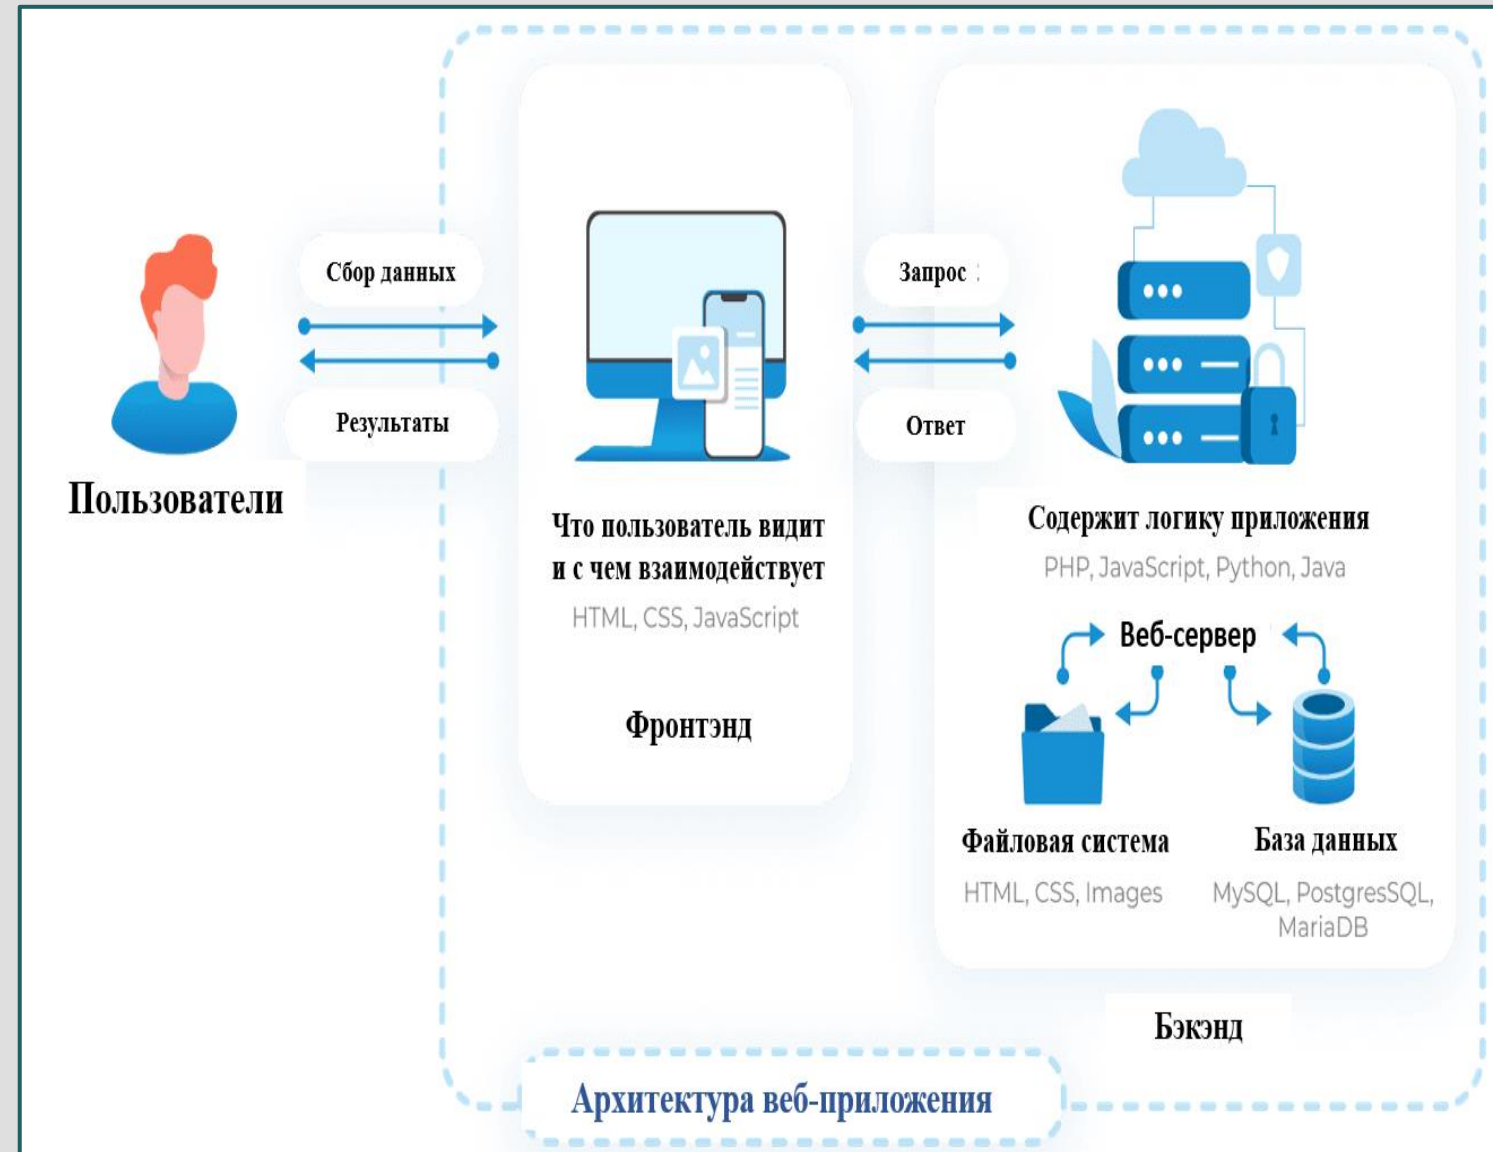 Сбор данных
Результаты
Пользователи
Что пользователь видит
и с чем взаимодействует
HTML, CSS, JavaScript
Фронтэнд
Запрос
Ответ
Содержит логику приложения
PHP, JavaScript, Python, Java
Веб-сервер
Файловая система
HTML, CSS, Images
База данных
MySQL, PostgresSQL,
MariaDB
Бэкэнд
Архитектура веб-приложения